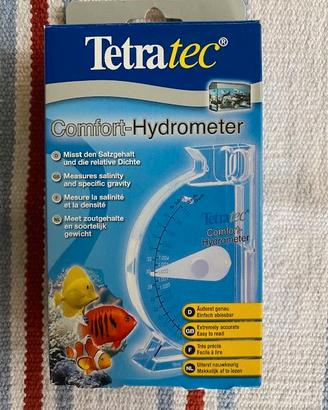 Tetratec®
Comfort-Hydrometer
Misst den Salzgehalt
und die relative Dichte
Measures salinity
and specific gravity
Mesure la salinité
et la densité
Meet zoutgehalte
en soortelijk
gewicht
Tetratec
Comfort
Hydrometer
D Äußerst genau
Einfach ablesbar
GB Extremely accurate
Easy to read
F Très précis
Facile à lire
NL Uiterst nauwkeurig
Makkelijk af te lezen